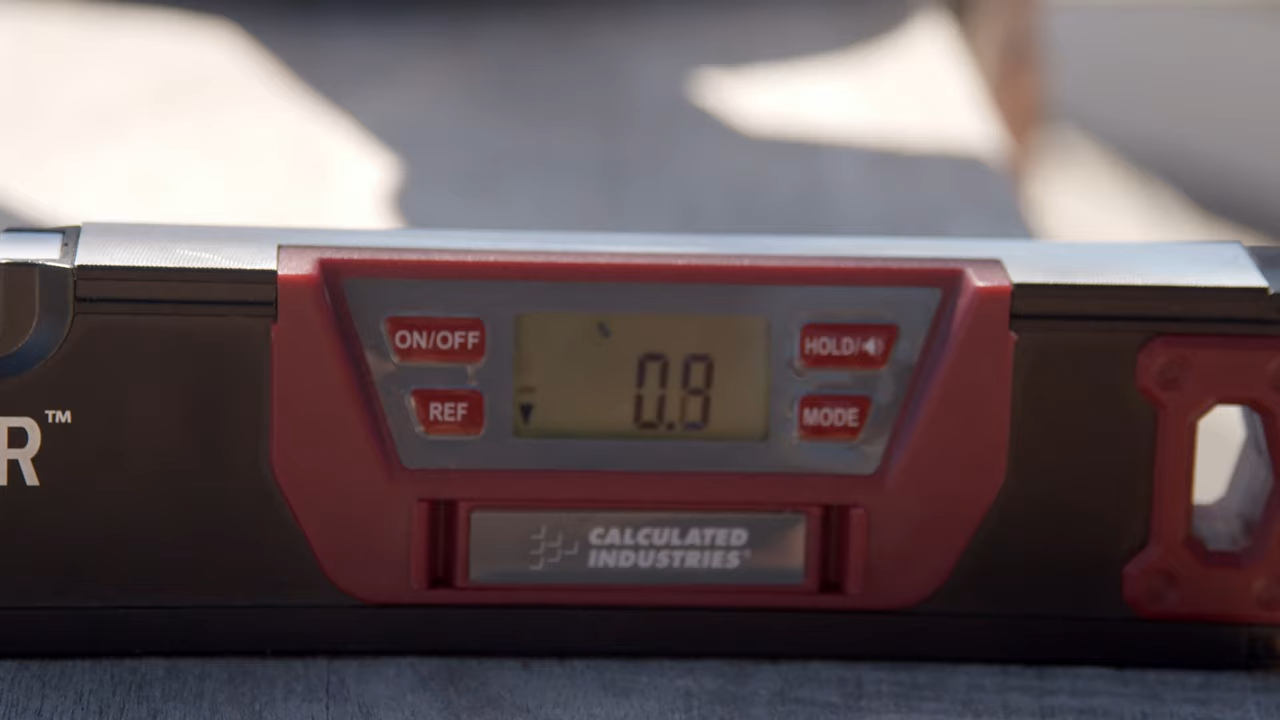 R™
ON/OFF
REF
0.8
HOLD/
MODE
CALCULATED
INDUSTRIES